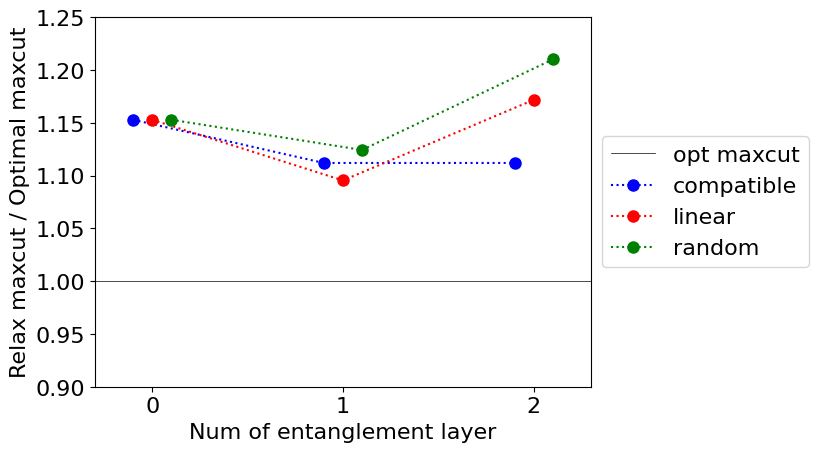 1.25
1.20
1.15
1.10
1.05
1.00
0.95
0.90
Relax maxcut / Optimal maxcut
0 1 2
Num of entanglement layer
opt maxcut
compatible
linear
random